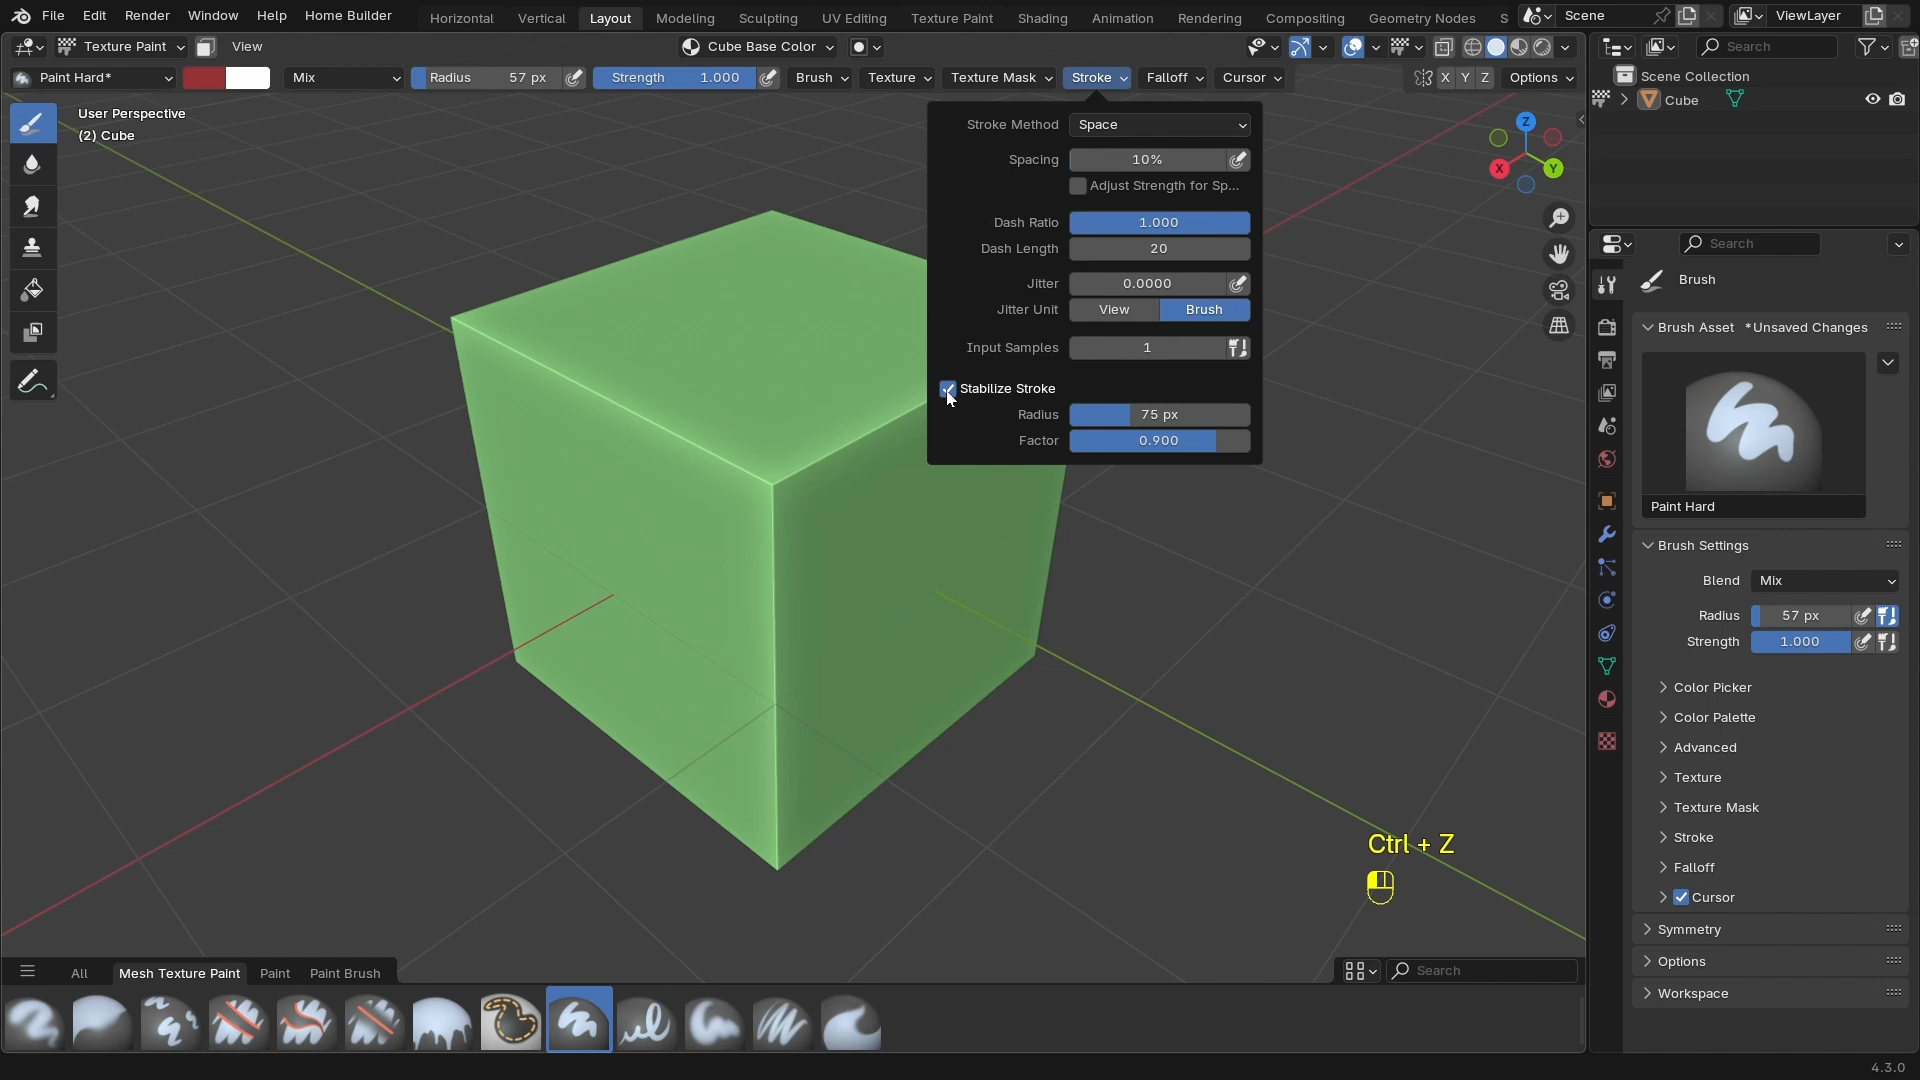 File Edit Render Window Help Home Builder Horizontal Vertical Layout Modeling Sculpting UV Editing Texture Paint Shading Animation Rendering Compositing Geometry Nodes S Scene ViewLayer
Texture Paint View Cube Base Color Search
Paint Hard* Mix Radius 57 px Strength 1.000 Brush Texture Texture Mask Stroke Falloff Cursor X Y Z Options
Scene Collection
Cube
User Perspective
(2) Cube
Stroke Method Space
Spacing 10%
Adjust Strength for Sp...
Dash Ratio 1.000
Dash Length 20
Jitter 0.0000
Jitter Unit View Brush
Input Samples 1
Stabilize Stroke
Radius 75 px
Factor 0.900
Z
X Y
Search
Brush
Brush Asset *Unsaved Changes
Paint Hard
Brush Settings
Blend Mix
Radius 57 px
Strength 1.000
Color Picker
Color Palette
Advanced
Texture
Texture Mask
Stroke
Falloff
Cursor
Symmetry
Options
Workspace
Ctrl + Z
All Mesh Texture Paint Paint Paint Brush Search
4.3.0